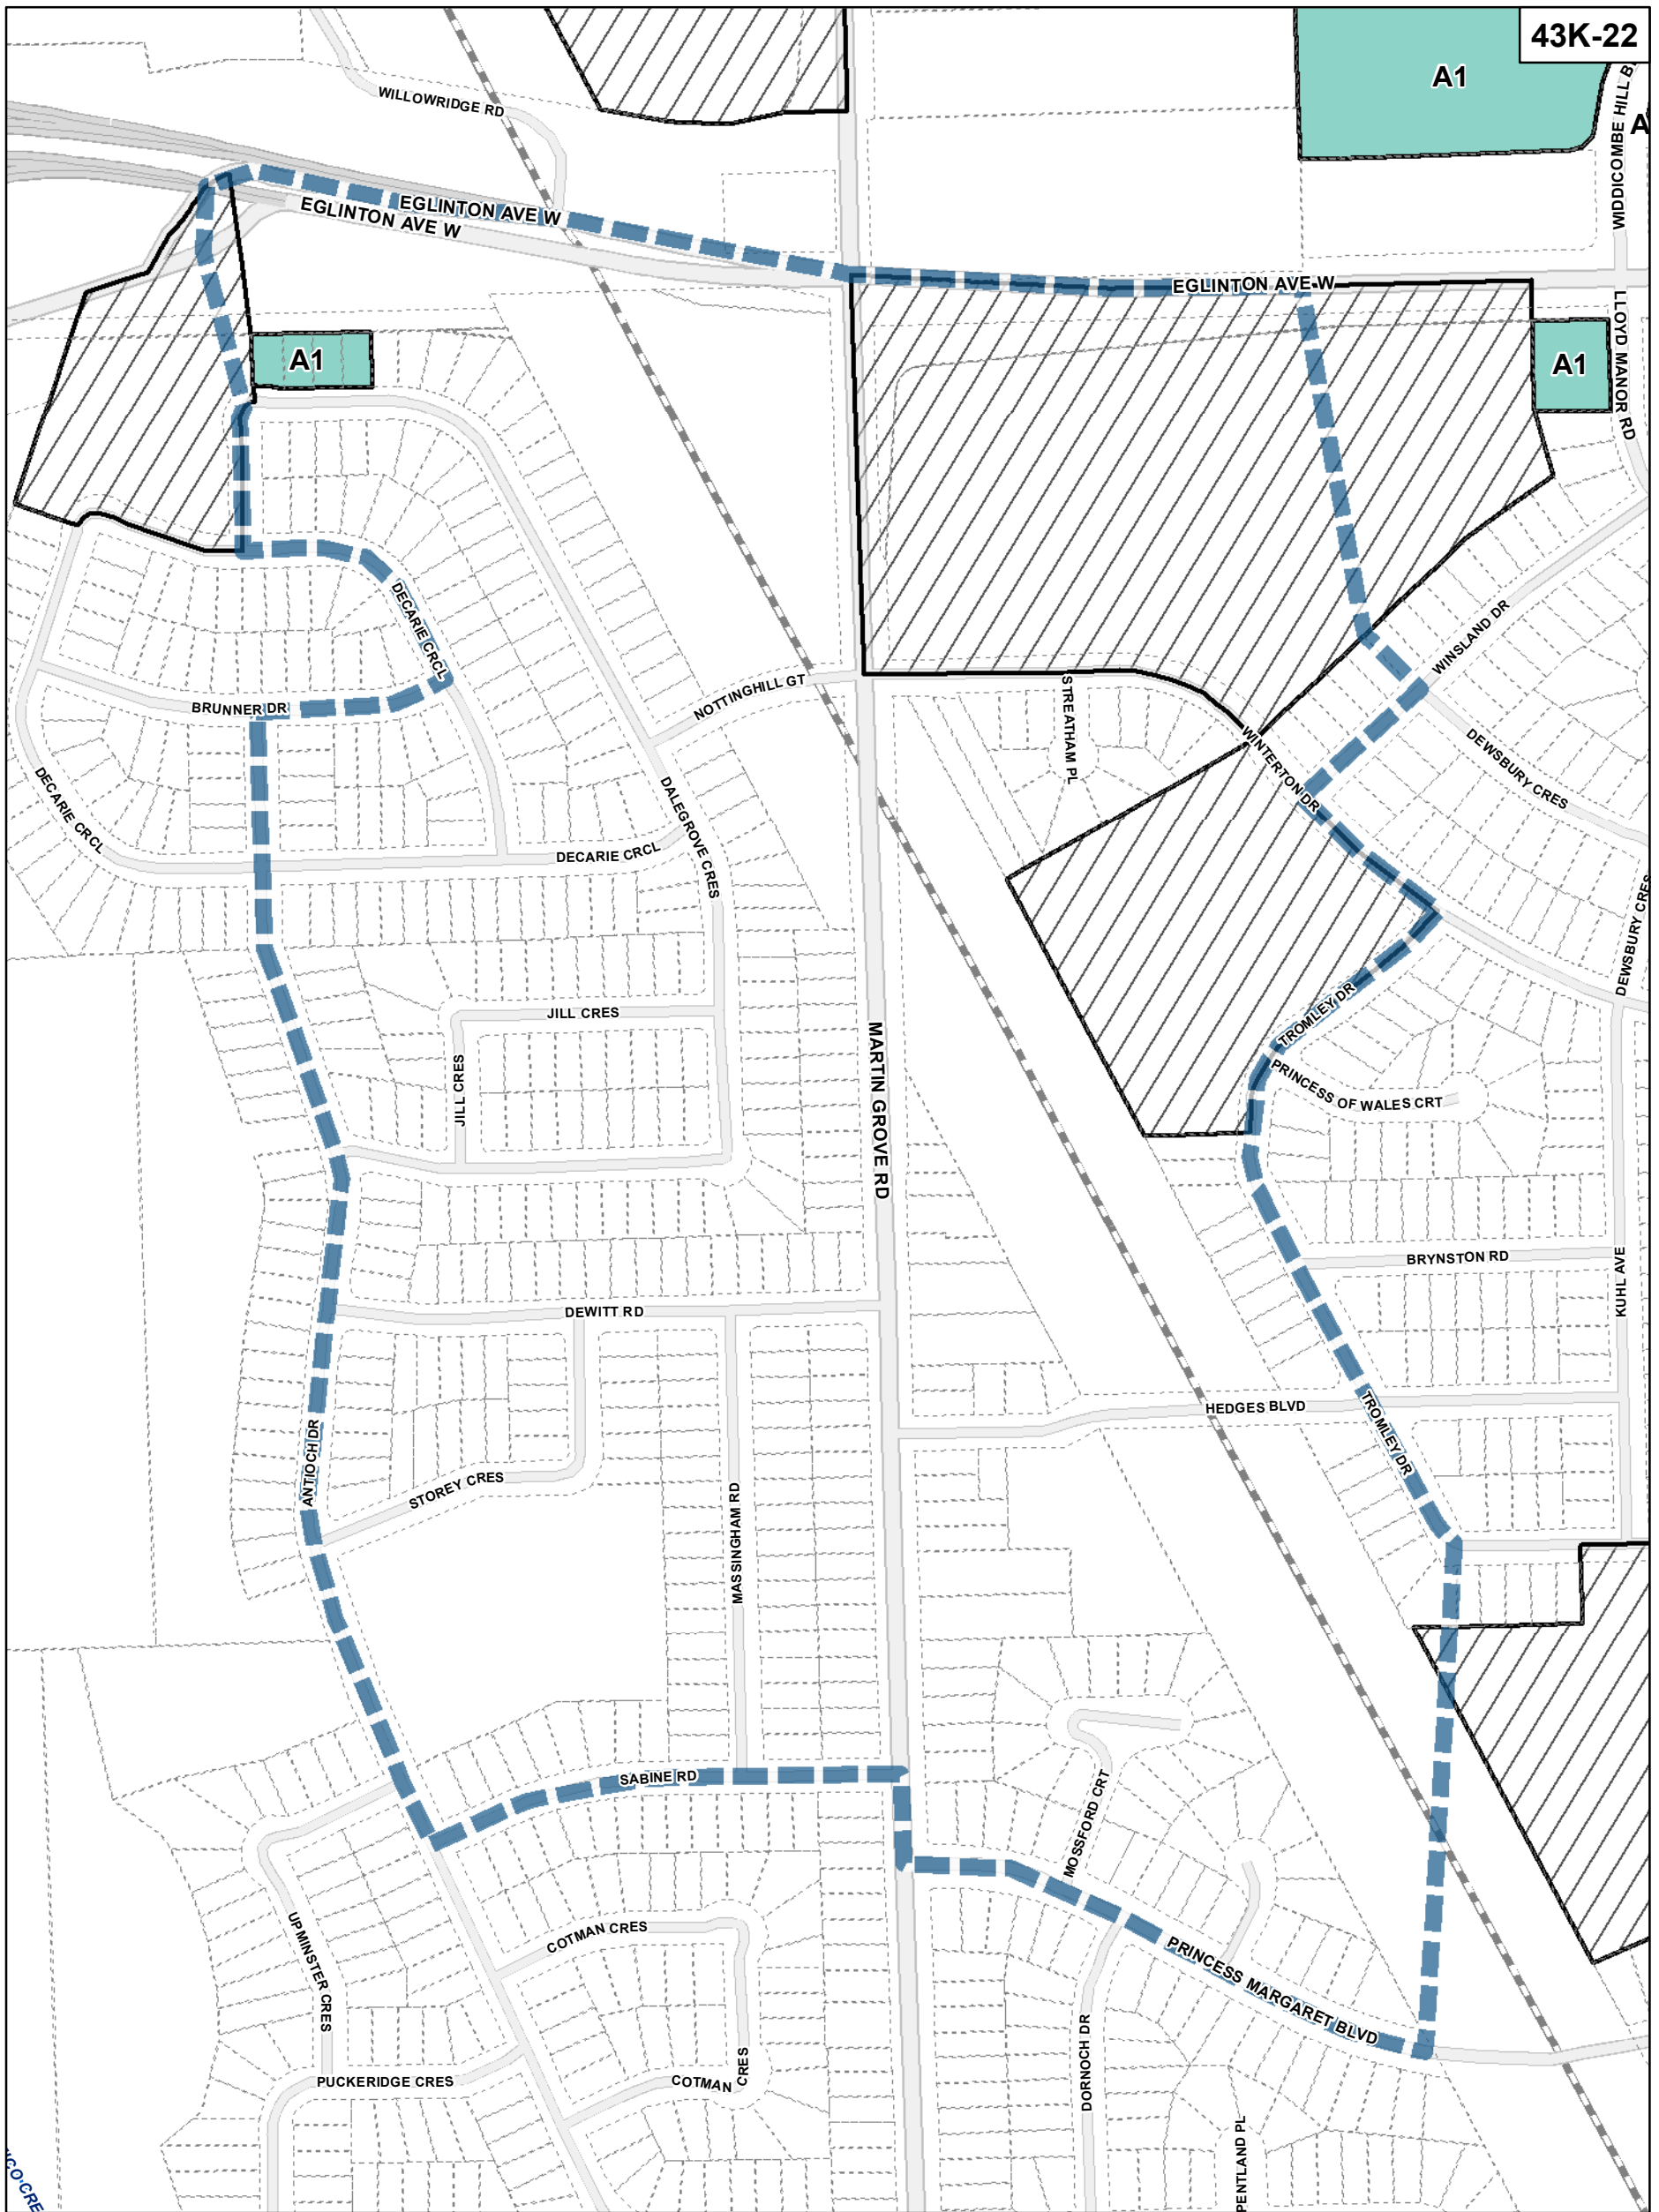 43K-22
A1
WILLOWRIDGE RD
WIDDICOMBE HILL B
A
EGLINTON AVE W
EGLINTON AVE W
EGLINTON AVE W
A1
A1
LLOYD MANOR RD
DECARIE CRCL
WINSLAND DR
NOTTINGHILL GT
STREATHAM PL
BRUNNER DR
WINTERTON DR
DEWSBURY CRES
DECARIE CRCL
DALEGROVE CRES
DECARIE CRCL
DEWSBURY CRES
JILL CRES
TROMLEY DR
MARTIN GROVE RD
JILL CRES
PRINCESS OF WALES CRT
BRYNSTON RD
KUHL AVE
DEWITT RD
HEDGES BLVD
TROMLEY DR
ANTIOCH DR
STOREY CRES
MASSINGHAM RD
SABINE RD
MOSSFORD CRT
UPMINSTER CRES
COTMAN CRES
PRINCESS MARGARET BLVD
DORNOCH DR
PUCKERIDGE CRES
COTMAN CRES
PENTLAND PL